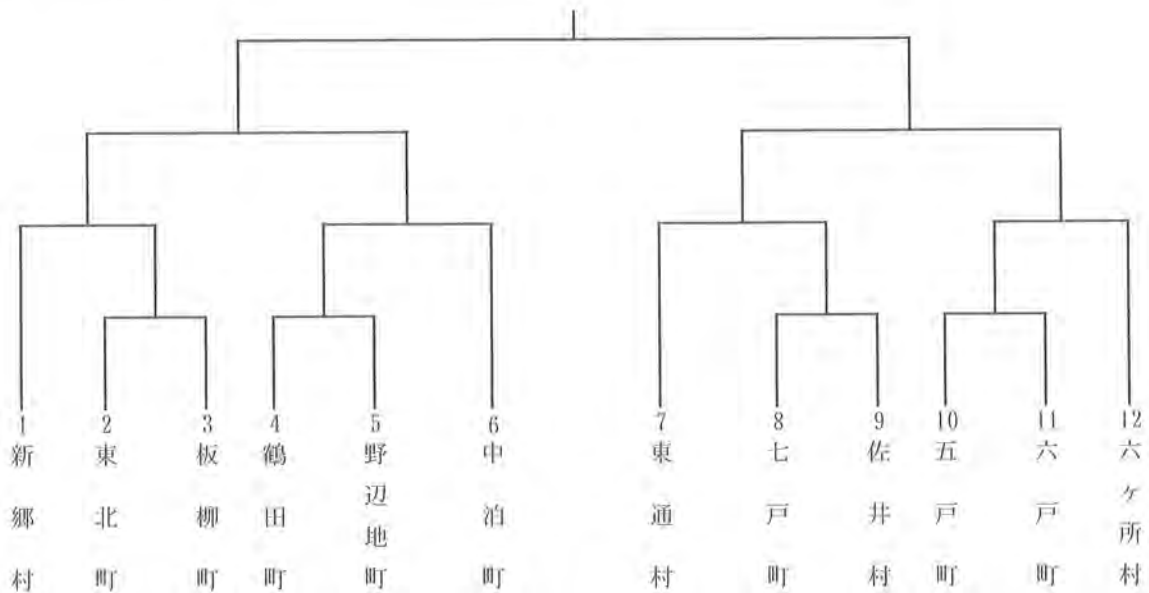 1 新郷村
2 東北町
3 板柳町
4 鶴田町
5 野辺地町
6 中泊町
7 東通村
8 七戸町
9 佐井村
10 五戸町
11 六戸町
12 六ヶ所村